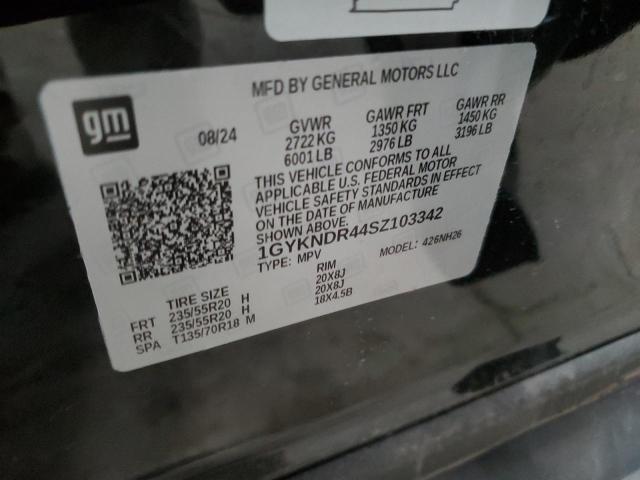 MFD BY GENERAL MOTORS LLC
gm
08/24 GVWR GAWR FRT GAWR RR
2722 KG 1350 KG 1450 KG
6001 LB 2976 LB 3196 LB
THIS VEHICLE CONFORMS TO ALL
APPLICABLE U.S. FEDERAL MOTOR
VEHICLE SAFETY STANDARDS IN EFFECT
ON THE DATE OF MANUFACTURE
SHOWN ABOVE.
1GYKNDR44SZ103342
TYPE: MPV MODEL: 426NH26
TIRE SIZE RIM
FRT 235/55R20 H 20X8J
RR 235/55R20 H 20X8J
SPA T135/70R18 M 18X4.5B